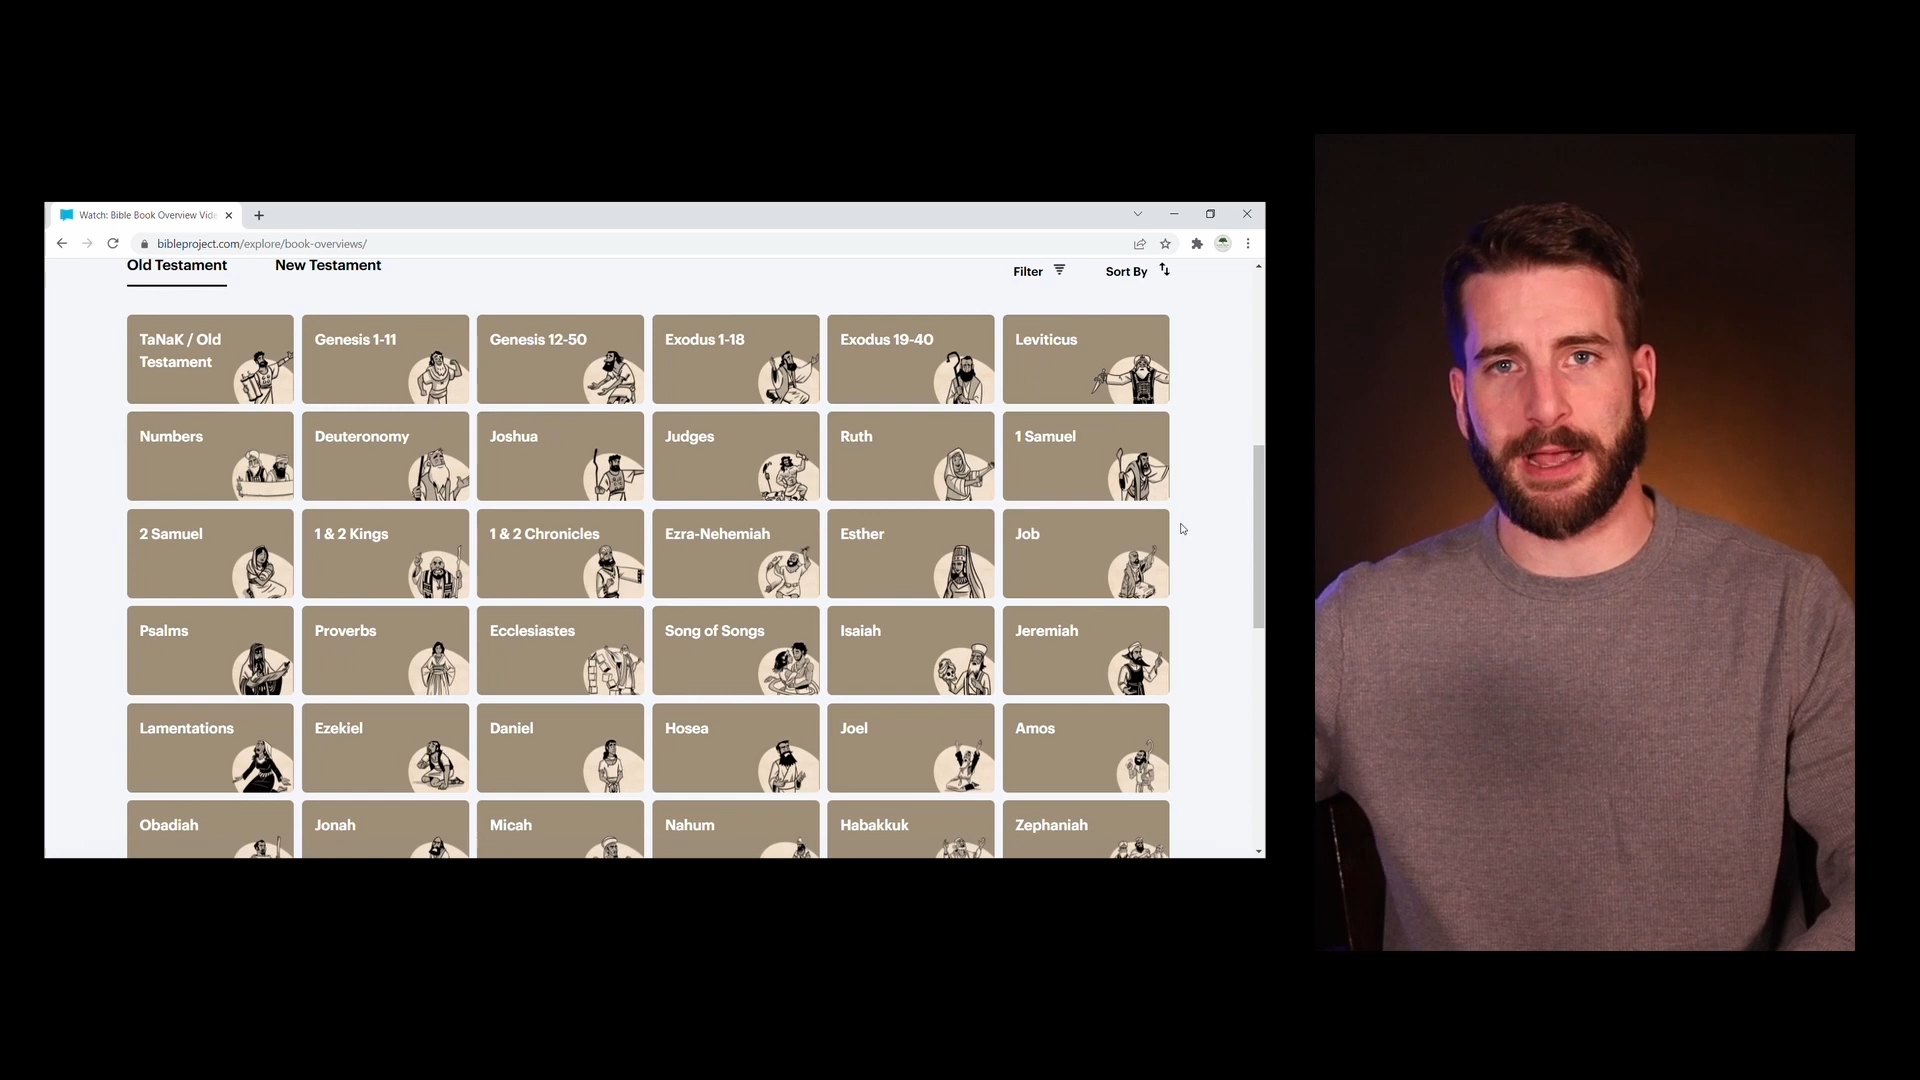 Watch: Bible Book Overview Vide
bibleproject.com/explore/book-overviews/
Old Testament
New Testament
Filter
Sort By
TaNaK / Old
Testament
Genesis 1-11
Genesis 12-50
Exodus 1-18
Exodus 19-40
Leviticus
Numbers
Deuteronomy
Joshua
Judges
Ruth
1 Samuel
2 Samuel
1 & 2 Kings
1 & 2 Chronicles
Ezra-Nehemiah
Esther
Job
Psalms
Proverbs
Ecclesiastes
Song of Songs
Isaiah
Jeremiah
Lamentations
Ezekiel
Daniel
Hosea
Joel
Amos
Obadiah
Jonah
Micah
Nahum
Habakkuk
Zephaniah